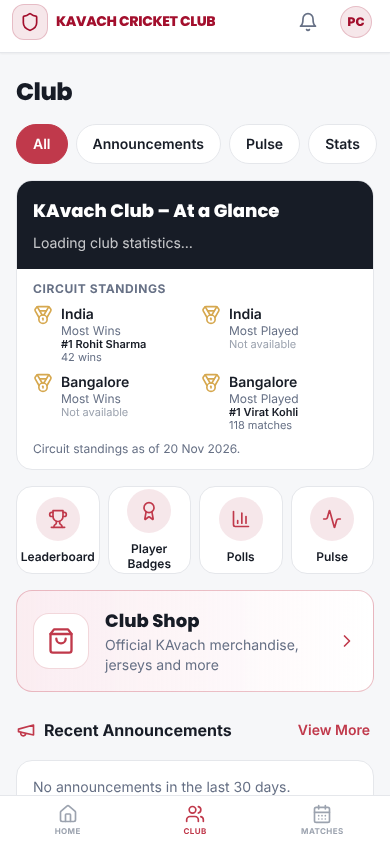 KAVACH CRICKET CLUB
PC
Club
All
Announcements
Pulse
Stats
KAvach Club – At a Glance
Loading club statistics...
CIRCUIT STANDINGS
India
Most Wins
#1 Rohit Sharma
42 wins
India
Most Played
Not available
Bangalore
Most Wins
Not available
Bangalore
Most Played
#1 Virat Kohli
118 matches
Circuit standings as of 20 Nov 2026.
Leaderboard
Player
Badges
Polls
Pulse
Club Shop
Official KAvach merchandise,
jerseys and more
Recent Announcements
View More
No announcements in the last 30 days.
HOME
CLUB
MATCHES